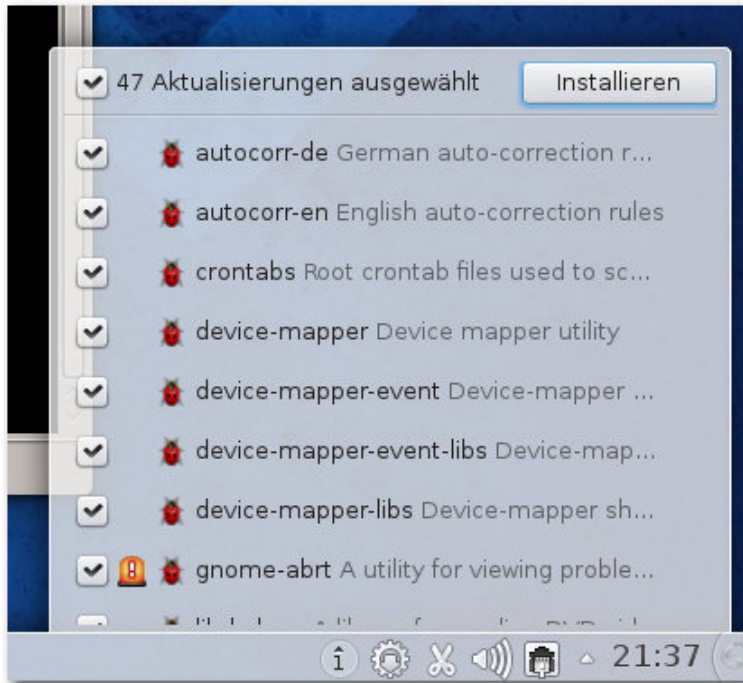 47 Aktualisierungen ausgewählt Installieren
autocorr-de German auto-correction r...
autocorr-en English auto-correction rules
crontabs Root crontab files used to sc...
device-mapper Device mapper utility
device-mapper-event Device-mapper ...
device-mapper-event-libs Device-map...
device-mapper-libs Device-mapper sh...
gnome-abrt A utility for viewing proble...
21:37